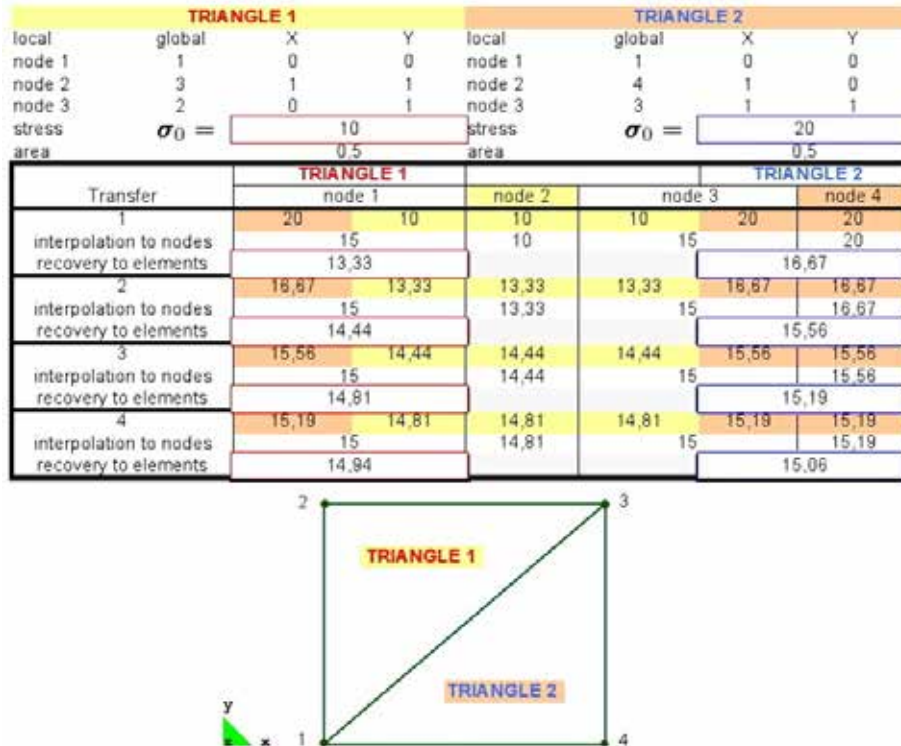 TRIANGLE 1 TRIANGLE 2
local global X Y local global X Y
node 1 1 0 0 node 1 1 0 0
node 2 3 1 1 node 2 4 1 0
node 3 2 0 1 node 3 3 1 1
stress σ₀ = 10 stress σ₀ = 20
area 0,5 area 0,5
TRIANGLE 1 TRIANGLE 2
Transfer node 1 node 2 node 3 node 4
1 20 10 10 10 20 20
interpolation to nodes 15 10 15 20
recovery to elements 13,33 16,67
2 16,67 13,33 13,33 13,33 16,67 16,67
interpolation to nodes 15 13,33 15 16,67
recovery to elements 14,44 15,56
3 15,56 14,44 14,44 14,44 15,56 15,56
interpolation to nodes 15 14,44 15 15,56
recovery to elements 14,81 15,19
4 15,19 14,81 14,81 14,81 15,19 15,19
interpolation to nodes 15 14,81 15 15,19
recovery to elements 14,94 15,06
2 3
TRIANGLE 1
TRIANGLE 2
y
x 1 4